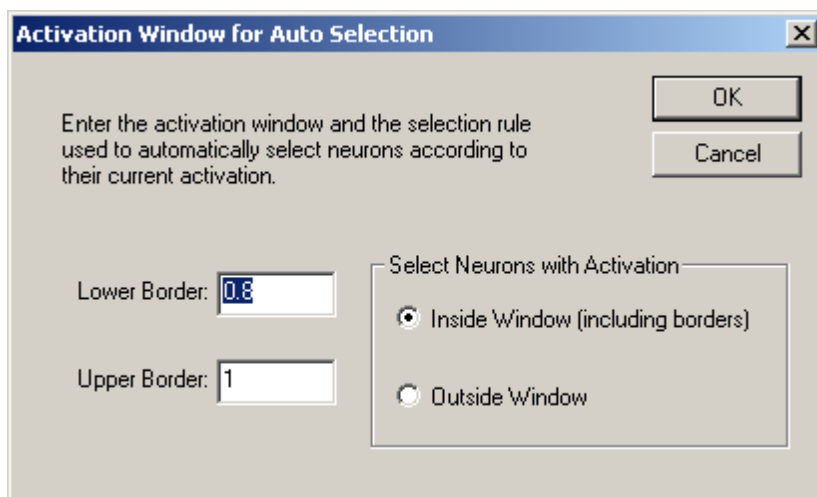 Activation Window for Auto Selection
Enter the activation window and the selection rule
used to automatically select neurons according to
their current activation.
OK
Cancel
Lower Border: 0.8
Upper Border: 1
Select Neurons with Activation
Inside Window (including borders)
Outside Window